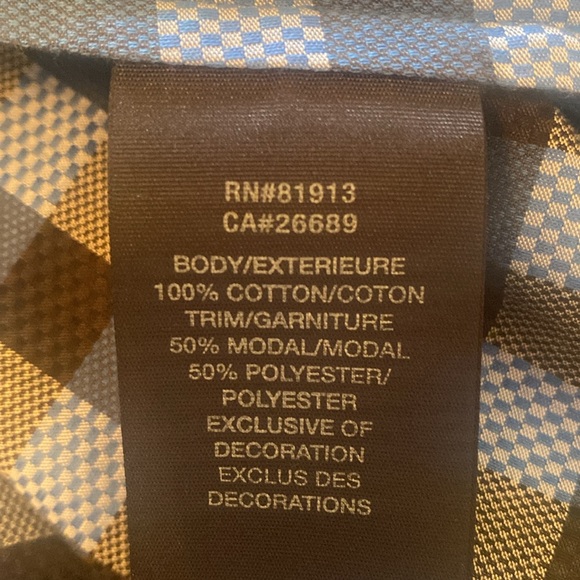 RN#81913
CA#26689
BODY/EXTERIEURE
100% COTTON/COTON
TRIM/GARNITURE
50% MODAL/MODAL
50% POLYESTER/
POLYESTER
EXCLUSIVE OF
DECORATION
EXCLUS DES
DECORATIONS